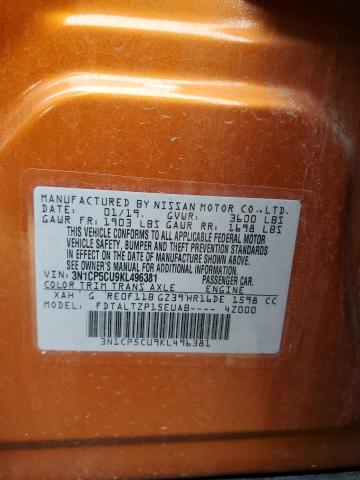 MANUFACTURED BY NISSAN MOTOR CO.,LTD.
DATE: 01/19. GVWR: 3600 LBS
GAWR FR: 1903 LBS GAWR RR: 1698 LBS
THIS VEHICLE CONFORMS TO ALL APPLICABLE FEDERAL MOTOR
VEHICLE SAFETY, BUMPER AND THEFT PREVENTION STANDARDS
IN EFFECT ON THE DATE OF MANUFACTURE SHOWN ABOVE.
SEE OWNER'S MANUAL FOR ADDITIONAL INFORMATION.
VIN: 3N1CP5CU9KL496381 PASSENGER CAR.
COLOR TRIM TRANS AXLE ENGINE
XAH G RE0F11B GZ39 HR16DE 1598 CC
MODEL: FDTALTZP15EUAB---- 4Z000
3N1CP5CU9KL496381